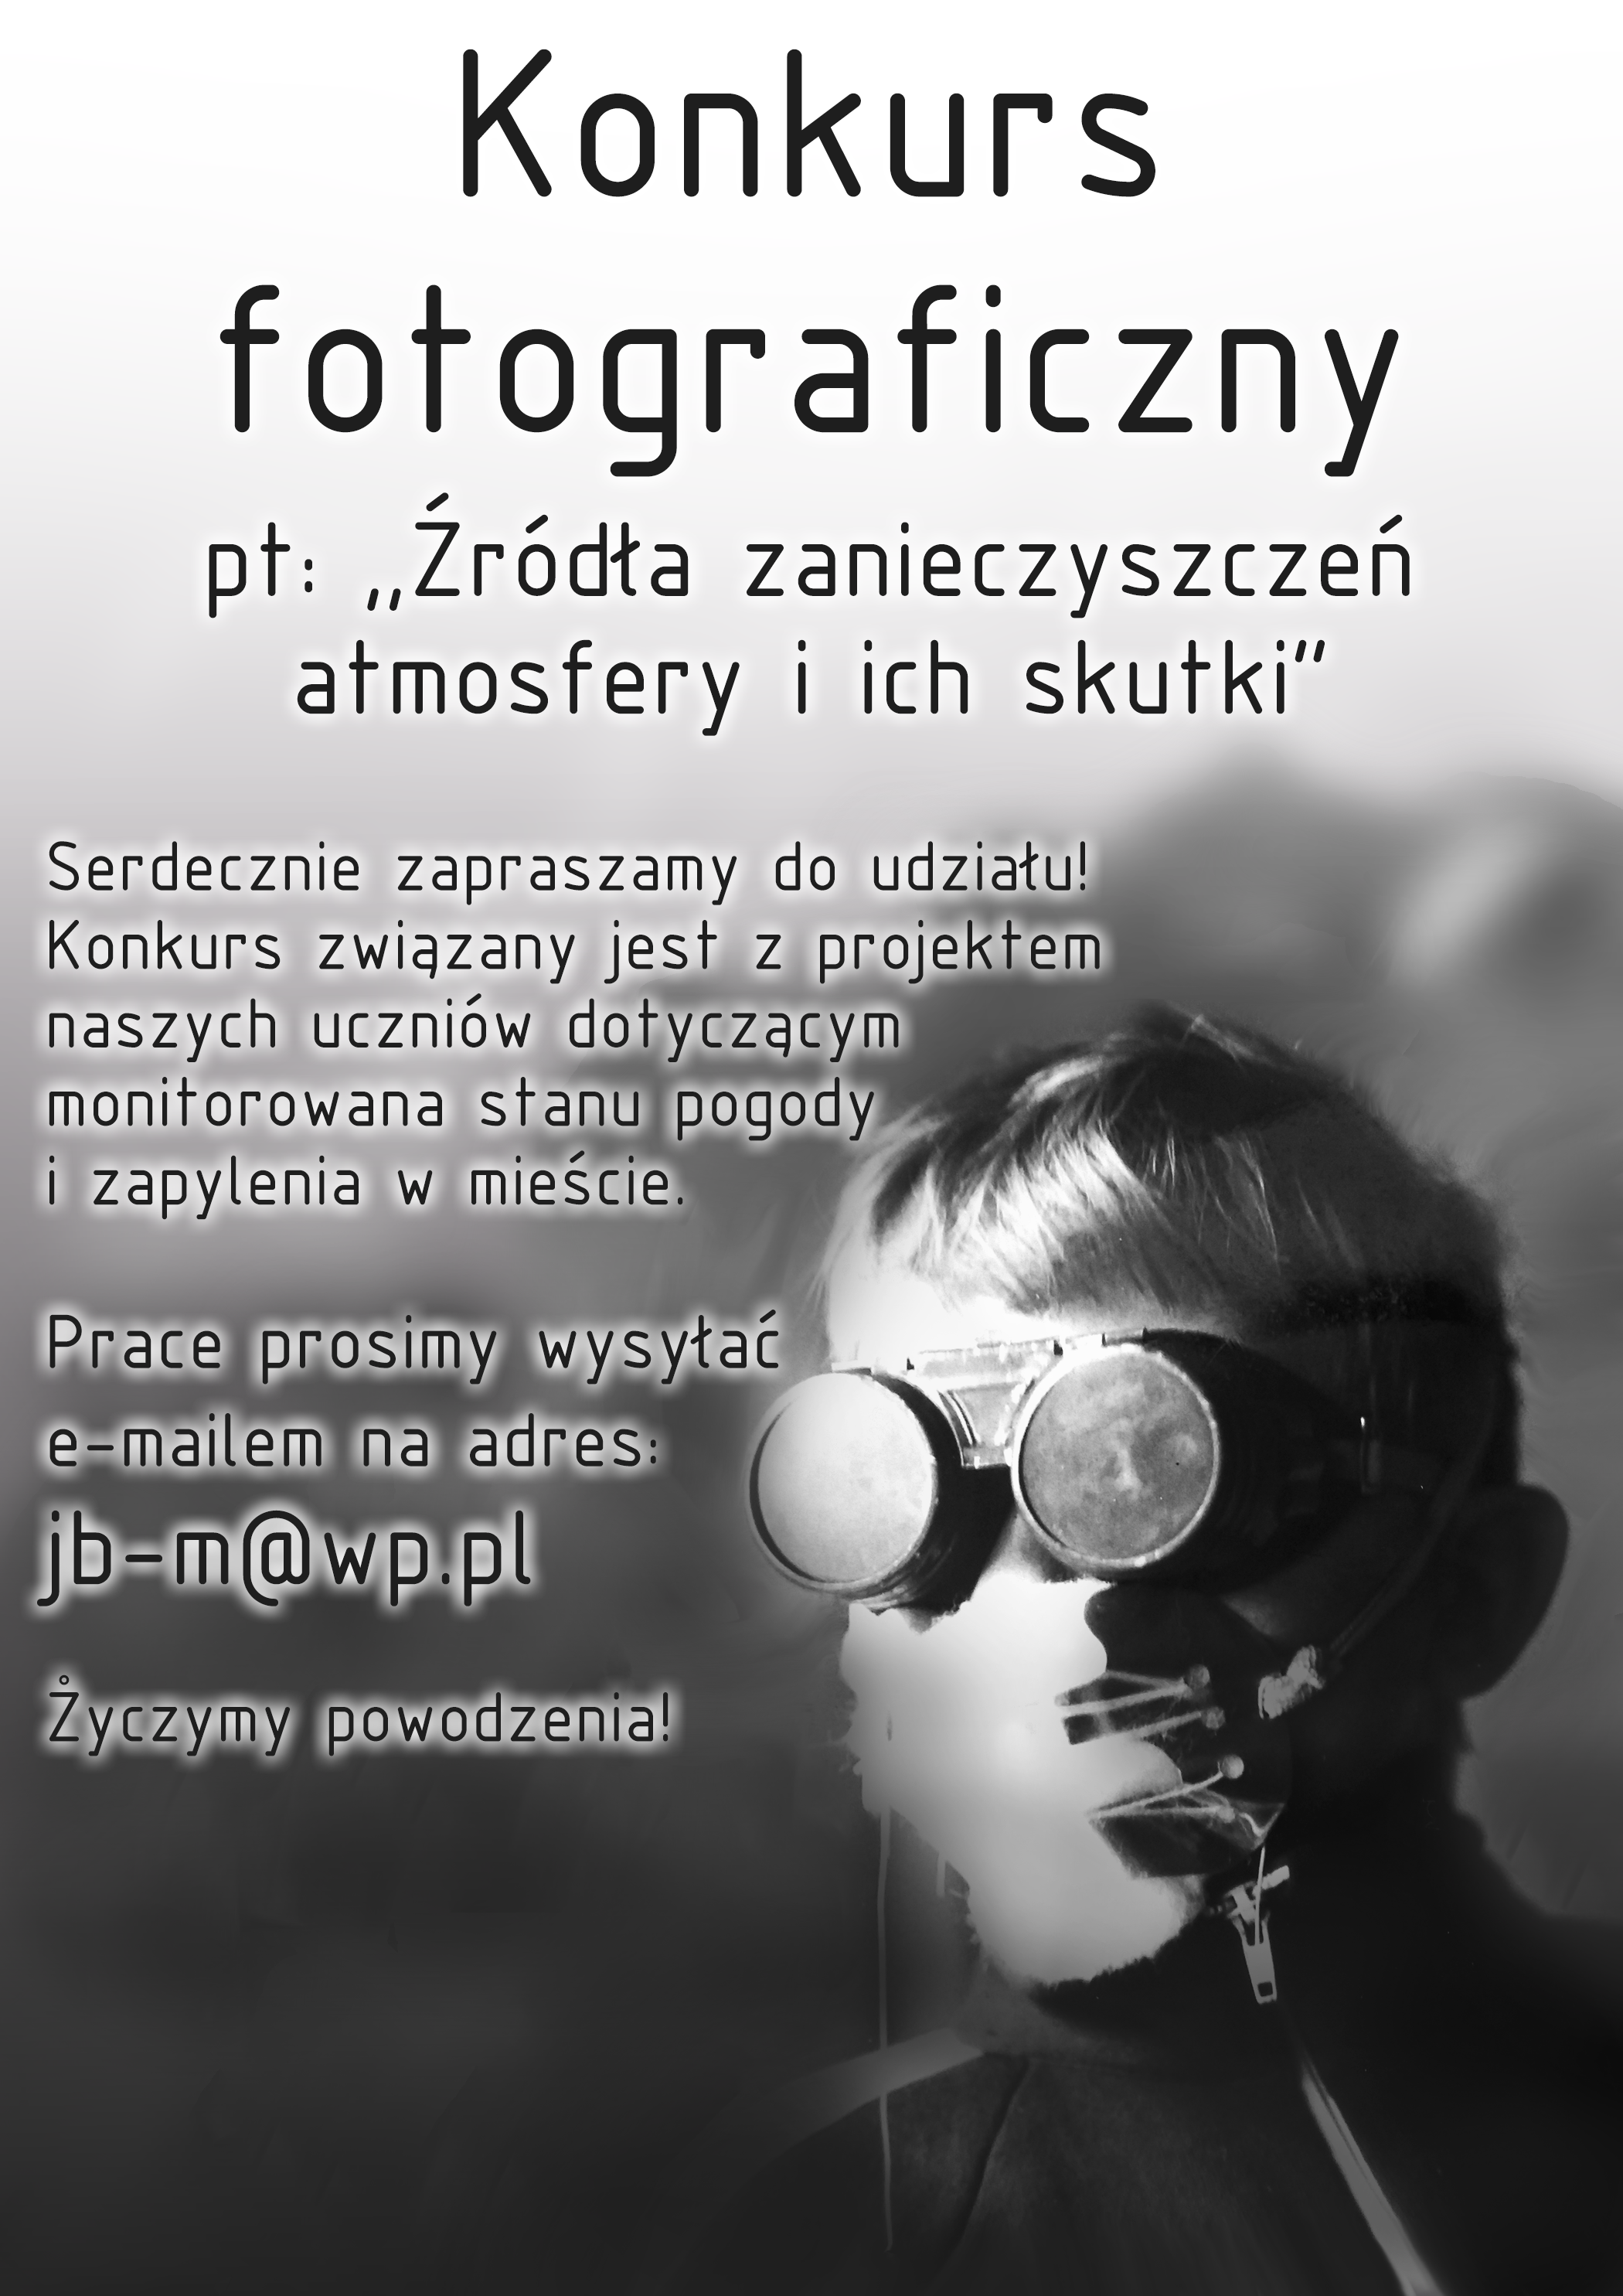 Konkurs
fotograficzny
pt: „Źródła zanieczyszczeń
atmosfery i ich skutki"
Serdecznie zapraszamy do udziału!
Konkurs związany jest z projektem
naszych uczniów dotyczącym
monitorowana stanu pogody
i zapylenia w mieście.
Prace prosimy wysyłać
e-mailem na adres:
jb-m@wp.pl
Życzymy powodzenia!